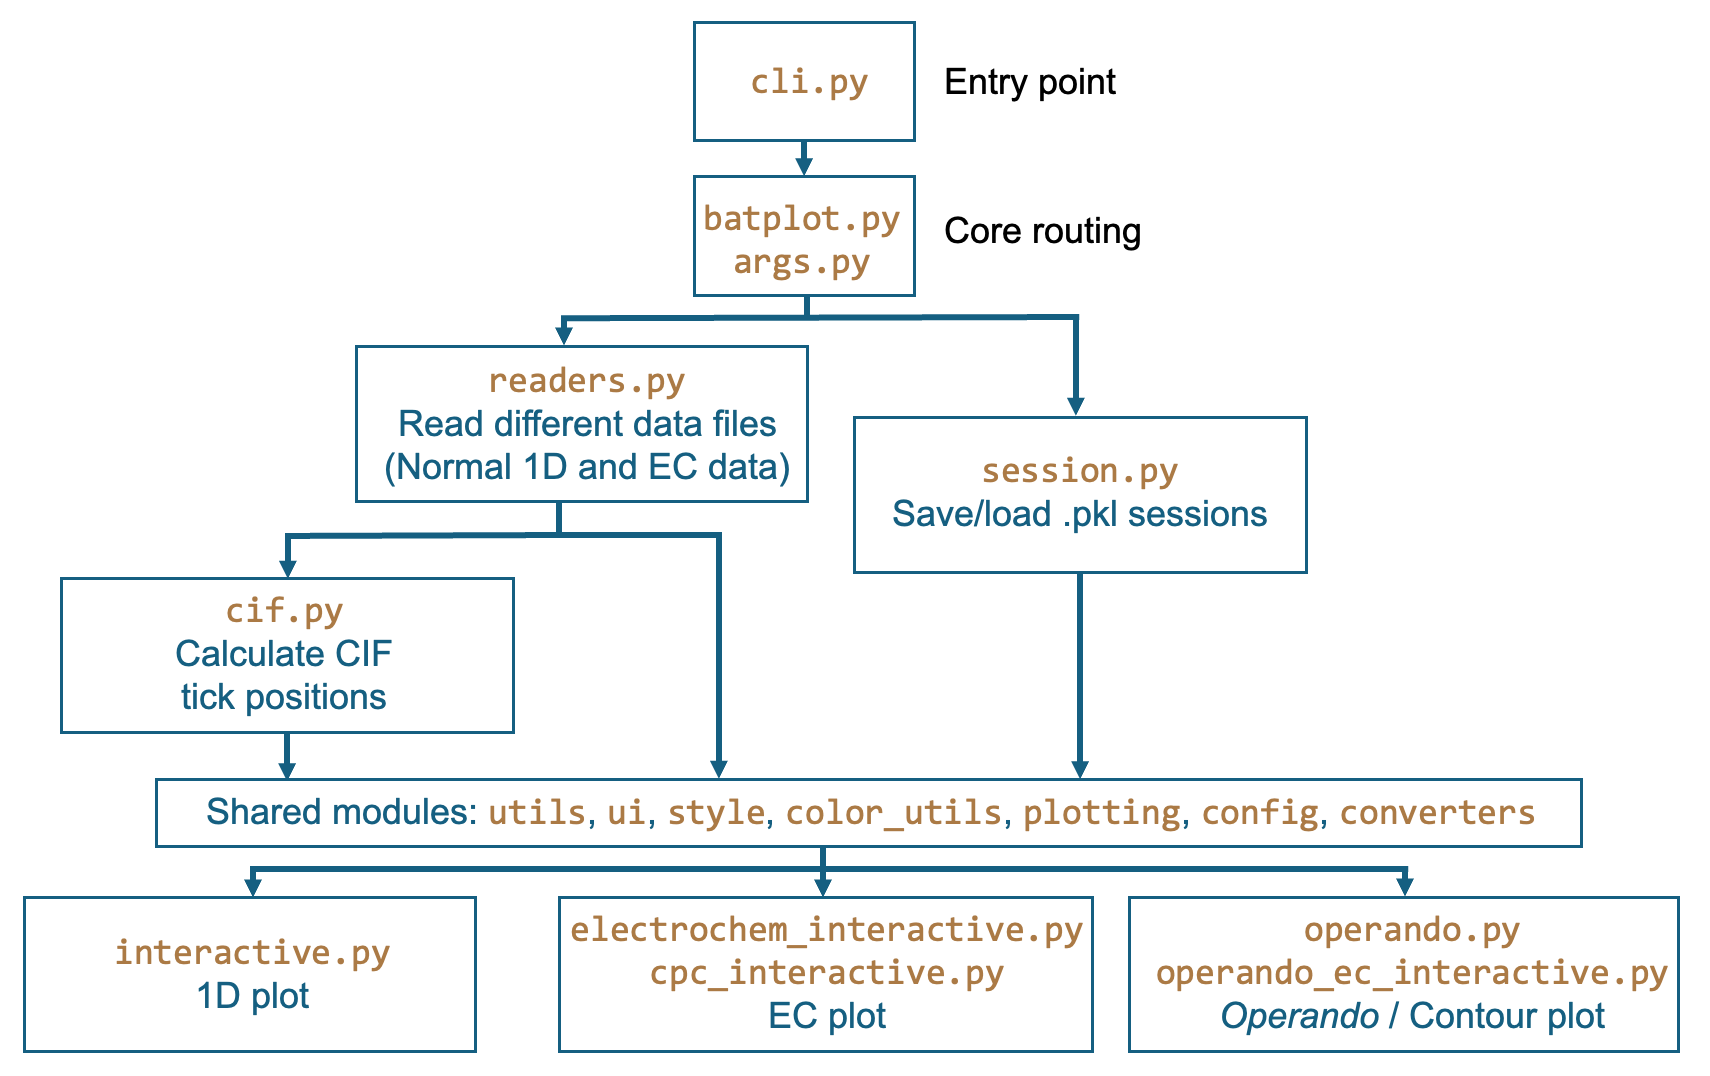 cli.py
Entry point
batplot.py
args.py
Core routing
readers.py
Read different data files
(Normal 1D and EC data)
session.py
Save/load .pkl sessions
cif.py
Calculate CIF
tick positions
Shared modules: utils, ui, style, color_utils, plotting, config, converters
interactive.py
1D plot
electrochem_interactive.py
cpc_interactive.py
EC plot
operando.py
operando_ec_interactive.py
Operando / Contour plot